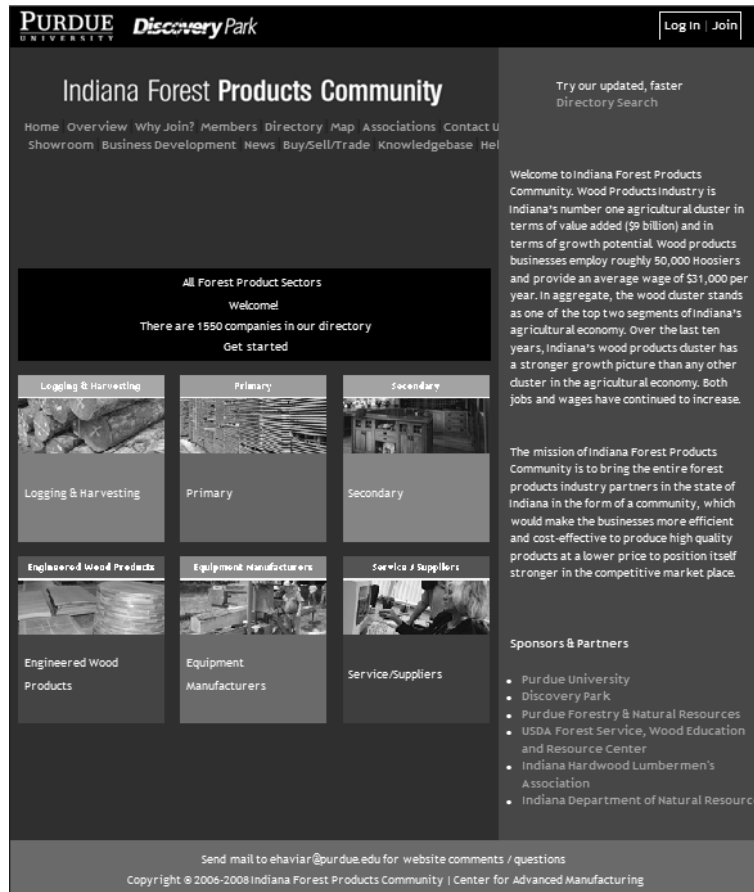 PURDUE
UNIVERSITY
Discovery Park
Log In | Join
Indiana Forest Products Community
Home Overview Why Join? Members Directory Map Associations Contact U
Showroom Business Development News Buy/Sell/Trade Knowledgebase Hel
Try our updated, faster
Directory Search
All Forest Product Sectors
Welcome!
There are 1550 companies in our directory
Get started
Logging & Harvesting
Primary
Secondary
Logging & Harvesting
Primary
Secondary
Engineered Wood Products
Equipment Manufacturers
Service / Suppliers
Engineered Wood
Products
Equipment
Manufacturers
Service/Suppliers
Welcome to Indiana Forest Products
Community. Wood Products Industry is
Indiana's number one agricultural cluster in
terms of value added ($9 billion) and in
terms of growth potential. Wood products
businesses employ roughly 50,000 Hoosiers
and provide an average wage of $31,000 per
year. In aggregate, the wood cluster stands
as one of the top two segments of Indiana's
agricultural economy. Over the last ten
years, Indiana's wood products cluster has
a stronger growth picture than any other
cluster in the agricultural economy. Both
jobs and wages have continued to increase.
The mission of Indiana Forest Products
Community is to bring the entire forest
products industry partners in the state of
Indiana in the form of a community, which
would make the businesses more efficient
and cost-effective to produce high quality
products at a lower price to position itself
stronger in the competitive market place.
Sponsors & Partners
• Purdue University
• Discovery Park
• Purdue Forestry & Natural Resources
• USDA Forest Service, Wood Education
and Resource Center
• Indiana Hardwood Lumbermen's
Association
• Indiana Department of Natural Resourc
Send mail to ehaviar@purdue.edu for website comments / questions
Copyright © 2006-2008 Indiana Forest Products Community | Center for Advanced Manufacturing